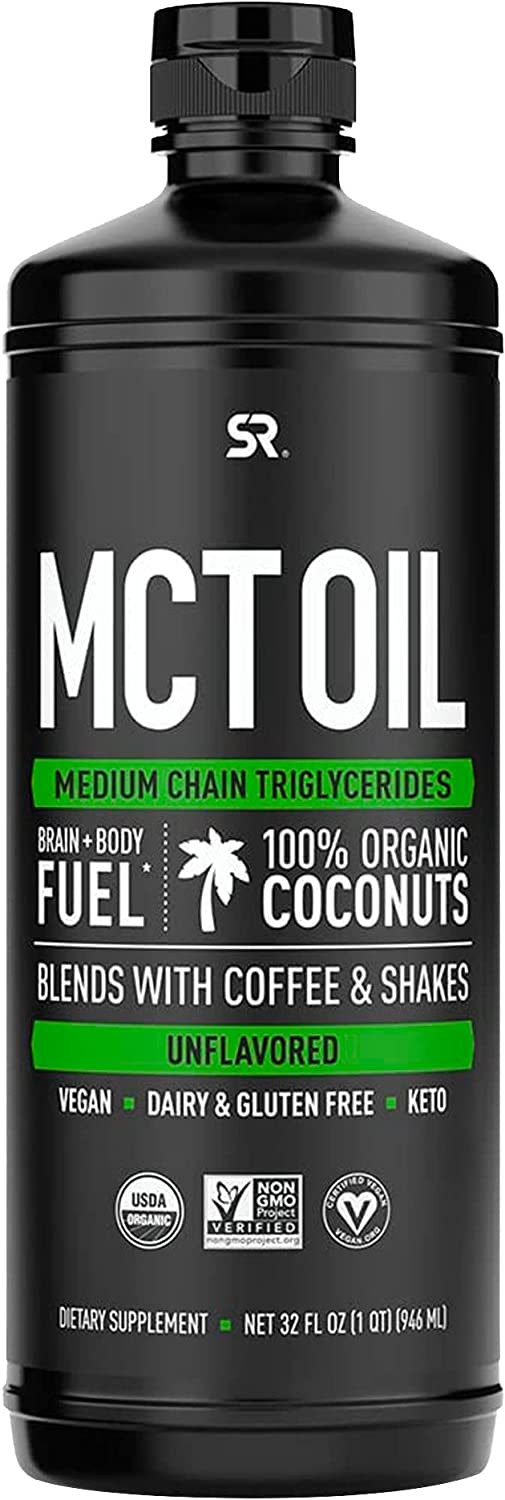 SR®
MCT OIL
MEDIUM CHAIN TRIGLYCERIDES
BRAIN + BODY
FUEL*
100% ORGANIC
COCONUTS
BLENDS WITH COFFEE & SHAKES
UNFLAVORED
VEGAN ▪ DAIRY & GLUTEN FREE ▪ KETO
USDA
ORGANIC
NON
GMO
Project
VERIFIED
nongmoproject.org
CERTIFIED VEGAN
VEGAN.ORG
DIETARY SUPPLEMENT ▪ NET 32 FL OZ (1 QT) (946 ML)